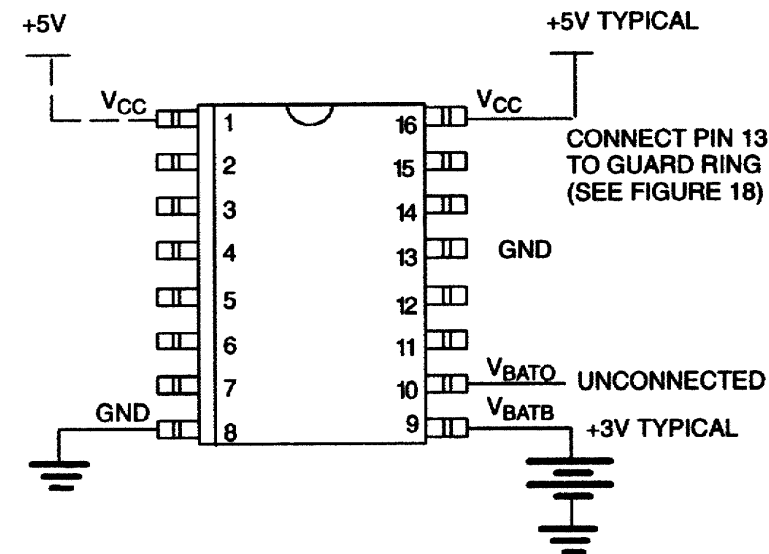 +5V
+5V TYPICAL
VCC
VCC
1
16
CONNECT PIN 13
TO GUARD RING
(SEE FIGURE 18)
2
15
3
14
4
13
GND
5
12
6
11
7
10
VBATO
UNCONNECTED
GND
8
9
VBATB
+3V TYPICAL